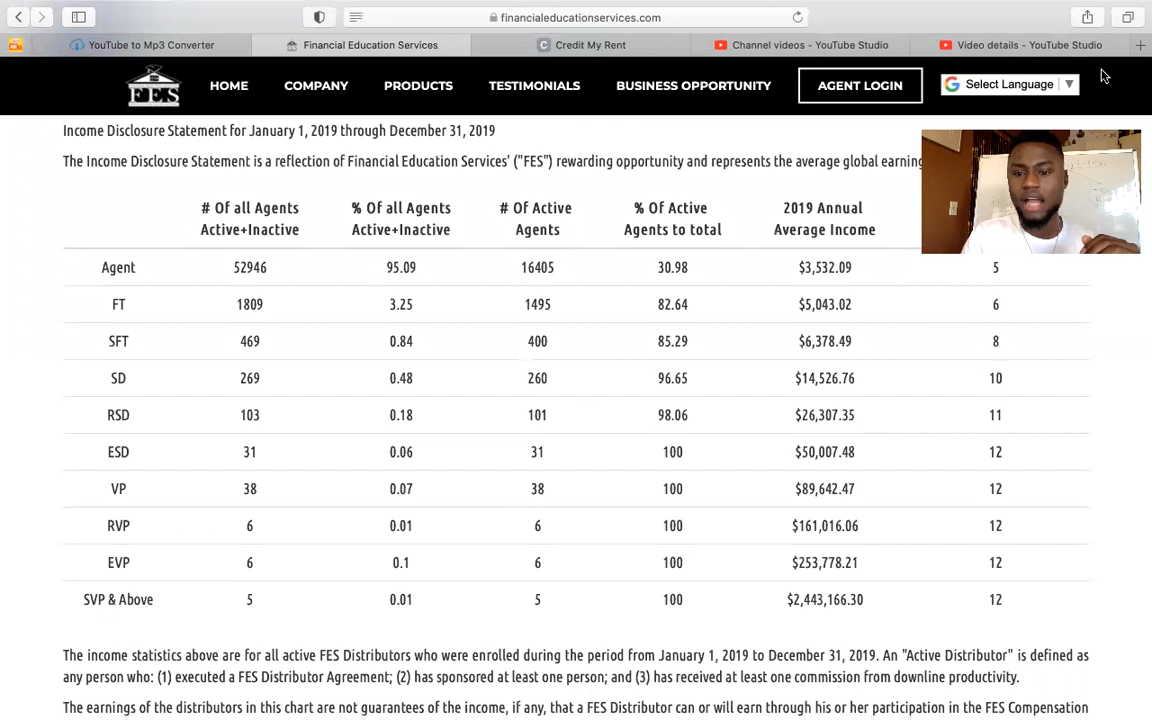 financialeducationservices.com
YouTube to Mp3 Converter
Financial Education Services
Credit My Rent
Channel videos - YouTube Studio
Video details - YouTube Studio
FES
HOME
COMPANY
PRODUCTS
TESTIMONIALS
BUSINESS OPPORTUNITY
AGENT LOGIN
Select Language
Income Disclosure Statement for January 1, 2019 through December 31, 2019
The Income Disclosure Statement is a reflection of Financial Education Services' ("FES") rewarding opportunity and represents the average global earning
# Of all Agents Active+Inactive % Of all Agents Active+Inactive # Of Active Agents % Of Active Agents to total 2019 Annual Average Income
Agent 52946 95.09 16405 30.98 $3,532.09 5
FT 1809 3.25 1495 82.64 $5,043.02 6
SFT 469 0.84 400 85.29 $6,378.49 8
SD 269 0.48 260 96.65 $14,526.76 10
RSD 103 0.18 101 98.06 $26,307.35 11
ESD 31 0.06 31 100 $50,007.48 12
VP 38 0.07 38 100 $89,642.47 12
RVP 6 0.01 6 100 $161,016.06 12
EVP 6 0.1 6 100 $253,778.21 12
SVP & Above 5 0.01 5 100 $2,443,166.30 12
The income statistics above are for all active FES Distributors who were enrolled during the period from January 1, 2019 to December 31, 2019. An "Active Distributor" is defined as
any person who: (1) executed a FES Distributor Agreement; (2) has sponsored at least one person; and (3) has received at least one commission from downline productivity.
The earnings of the distributors in this chart are not guarantees of the income, if any, that a FES Distributor can or will earn through his or her participation in the FES Compensation